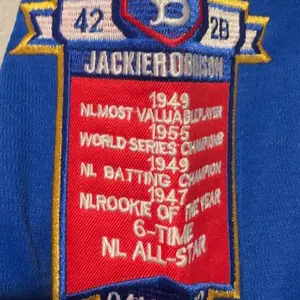 B
42 2B
JACKIE ROBINSON
1949
NL MOST VALUABLE PLAYER
1955
WORLD SERIES CHAMPIONS
1949
NL BATTING CHAMPION
1947
NL ROOKIE OF THE YEAR
6-TIME
NL ALL-STAR